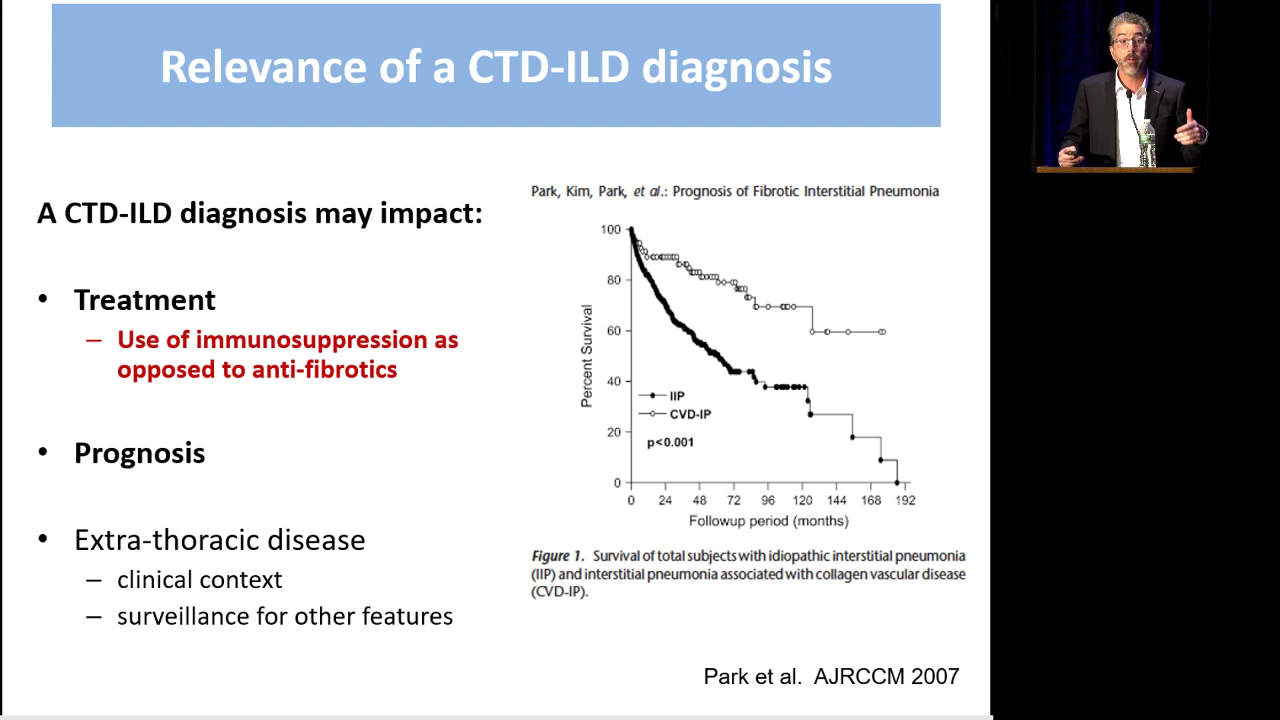 Relevance of a CTD-ILD diagnosis
A CTD-ILD diagnosis may impact:
• Treatment
– Use of immunosuppression as
opposed to anti-fibrotics
• Prognosis
• Extra-thoracic disease
– clinical context
– surveillance for other features
Park, Kim, Park, et al.: Prognosis of Fibrotic Interstitial Pneumonia
Percent Survival
100
80
60
40
20
0
IIP
CVD-IP
p<0.001
0 24 48 72 96 120 144 168 192
Followup period (months)
Figure 1. Survival of total subjects with idiopathic interstitial pneumonia
(IIP) and interstitial pneumonia associated with collagen vascular disease
(CVD-IP).
Park et al. AJRCCM 2007